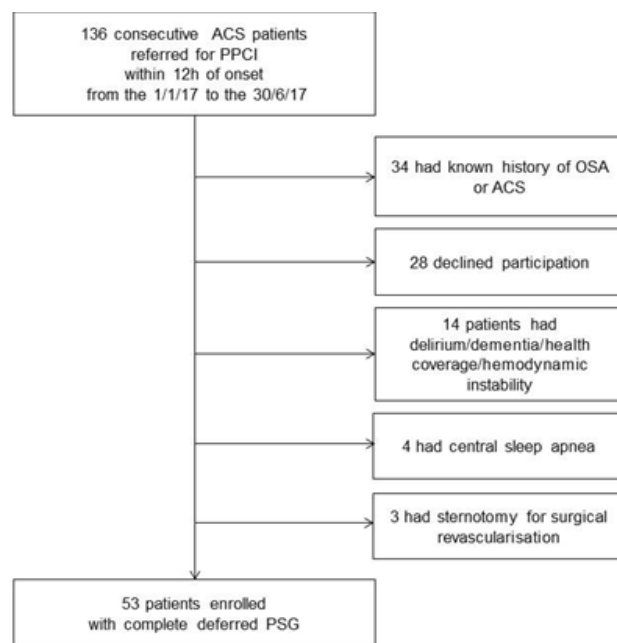 136 consecutive ACS patients
referred for PPCI
within 12h of onset
from the 1/1/17 to the 30/6/17
34 had known history of OSA
or ACS
28 declined participation
14 patients had
delirium/dementia/health
coverage/hemodynamic
instability
4 had central sleep apnea
3 had sternotomy for surgical
revascularisation
53 patients enrolled
with complete deferred PSG